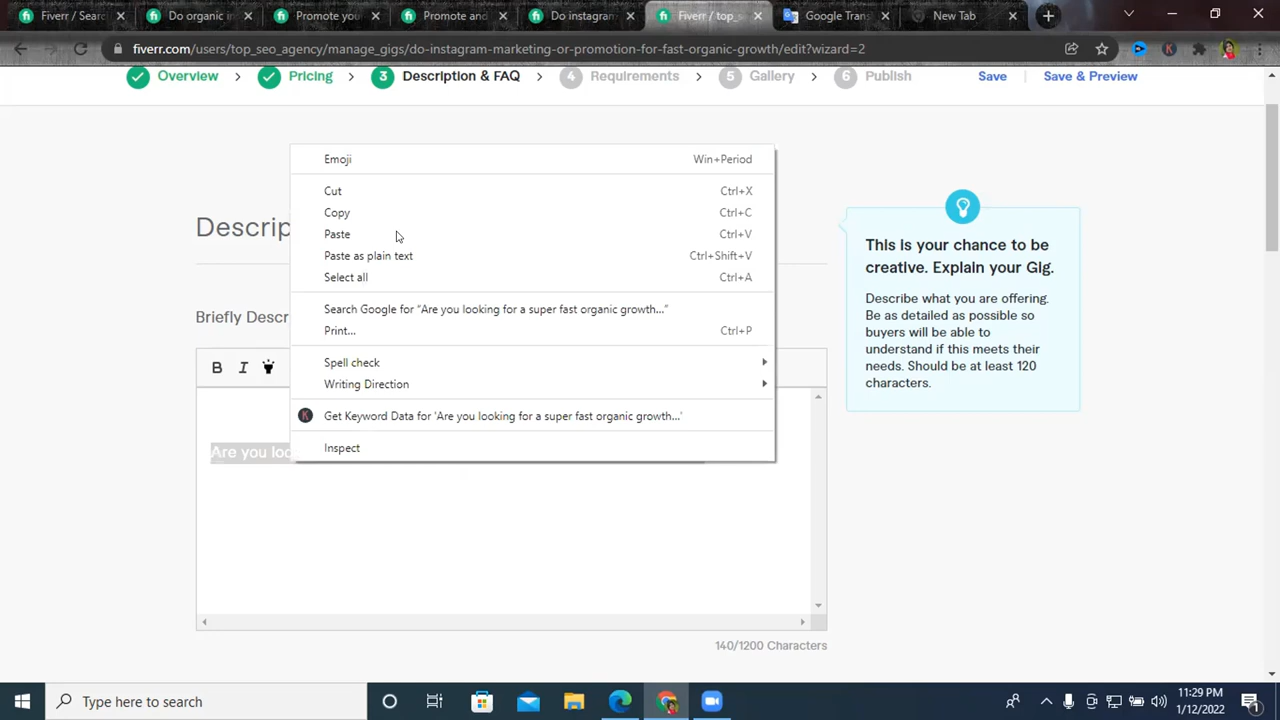 Fiverr / Sear
Do organic in
Promote you
Promote and
Do instagram
Fiverr / top_s
Google Trans
New Tab
fiverr.com/users/top_seo_agency/manage_gigs/do-instagram-marketing-or-promotion-for-fast-organic-growth/edit?wizard=2
Overview
Pricing
3 Description & FAQ
4 Requirements
5 Gallery
6 Publish
Save
Save & Preview
Descrip
Briefly Descr
B I
Are you loo
140/1200 Characters
Emoji Win+Period
Cut Ctrl+X
Copy Ctrl+C
Paste Ctrl+V
Paste as plain text Ctrl+Shift+V
Select all Ctrl+A
Search Google for "Are you looking for a super fast organic growth..."
Print... Ctrl+P
Spell check
Writing Direction
K Get Keyword Data for 'Are you looking for a super fast organic growth...'
Inspect
This is your chance to be
creative. Explain your Gig.
Describe what you are offering.
Be as detailed as possible so
buyers will be able to
understand if this meets their
needs. Should be at least 120
characters.
Type here to search
11:29 PM
1/12/2022
1